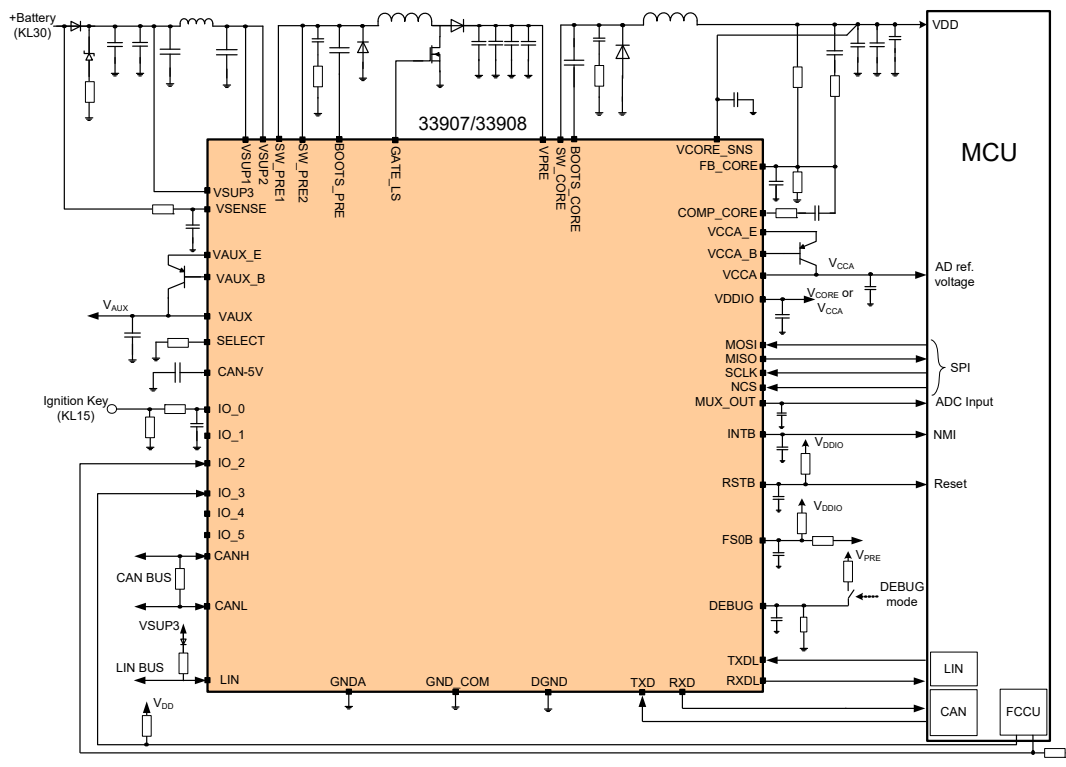 +Battery
(KL30)
VDD
33907/33908
MCU
VSUP1
VSUP2
SW_PRE1
SW_PRE2
BOOTS_PRE
GATE_LS
VPRE
SW_CORE
BOOTS_CORE
VCORE_SNS
FB_CORE
COMP_CORE
VCCA_E
VCCA_B
VCCA
VDDIO
MOSI
MISO
SCLK
NCS
MUX_OUT
INTB
RSTB
FS0B
DEBUG
TXDL
RXDL
VSUP3
VSENSE
VAUX_E
VAUX_B
VAUX
SELECT
CAN-5V
IO_0
IO_1
IO_2
IO_3
IO_4
IO_5
CANH
CANL
LIN
GNDA
GND_COM
DGND
TXD
RXD
VAUX
Ignition Key
(KL15)
CAN BUS
VSUP3
LIN BUS
VDD
VCCA
VCORE or
VCCA
AD ref.
voltage
SPI
ADC Input
NMI
VDDIO
Reset
VDDIO
VPRE
DEBUG
mode
LIN
CAN
FCCU